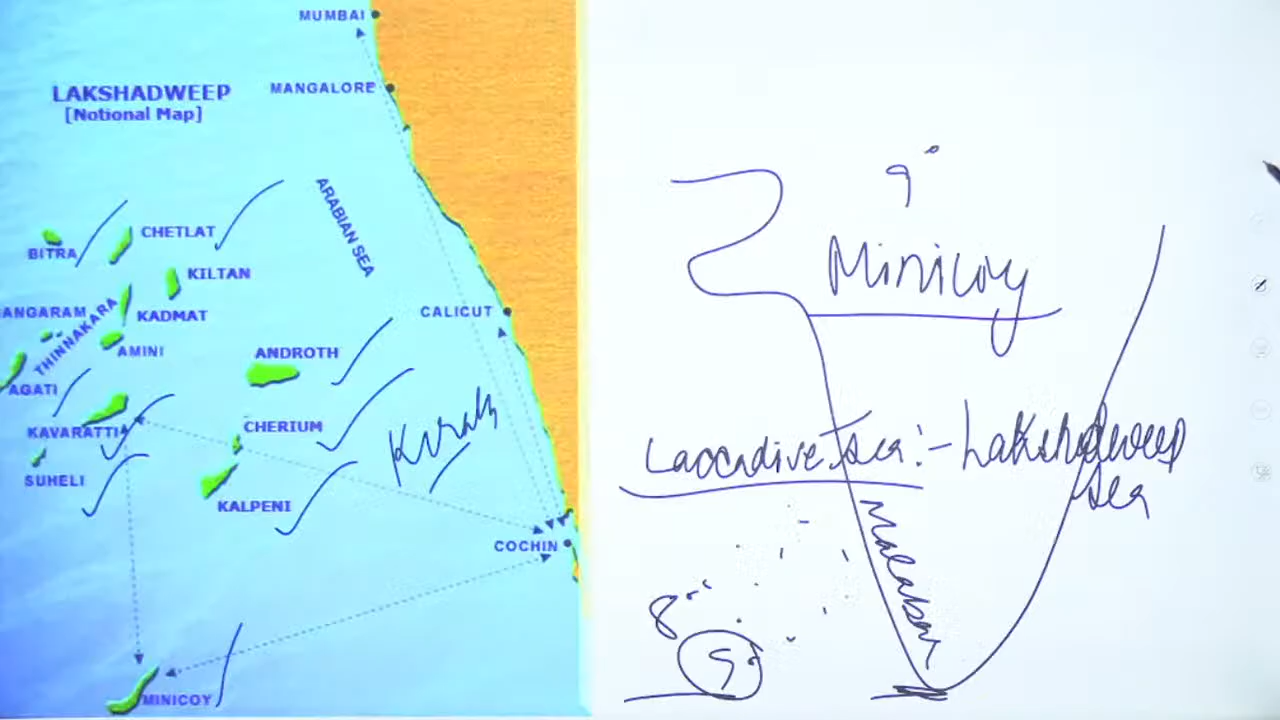 MUMBAI
LAKSHADWEEP
[Notional Map]
MANGALORE
ARABIAN SEA
BITRA
CHETLAT
KILTAN
ANGARAM
THINNAKARA
KADMAT
CALICUT
AMINI
ANDROTH
AGATI
KAVARATTI
CHERIUM
SUHELI
KALPENI
COCHIN
MINICOY
9°
Minicoy
Laccadive Sea :- Lakshadweep
Sea
Malabar
8°
9°